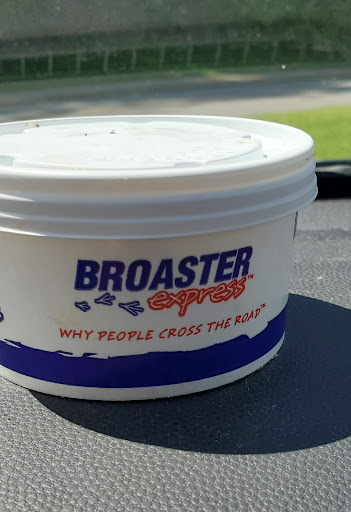 BROASTER
express™
WHY PEOPLE CROSS THE ROAD™